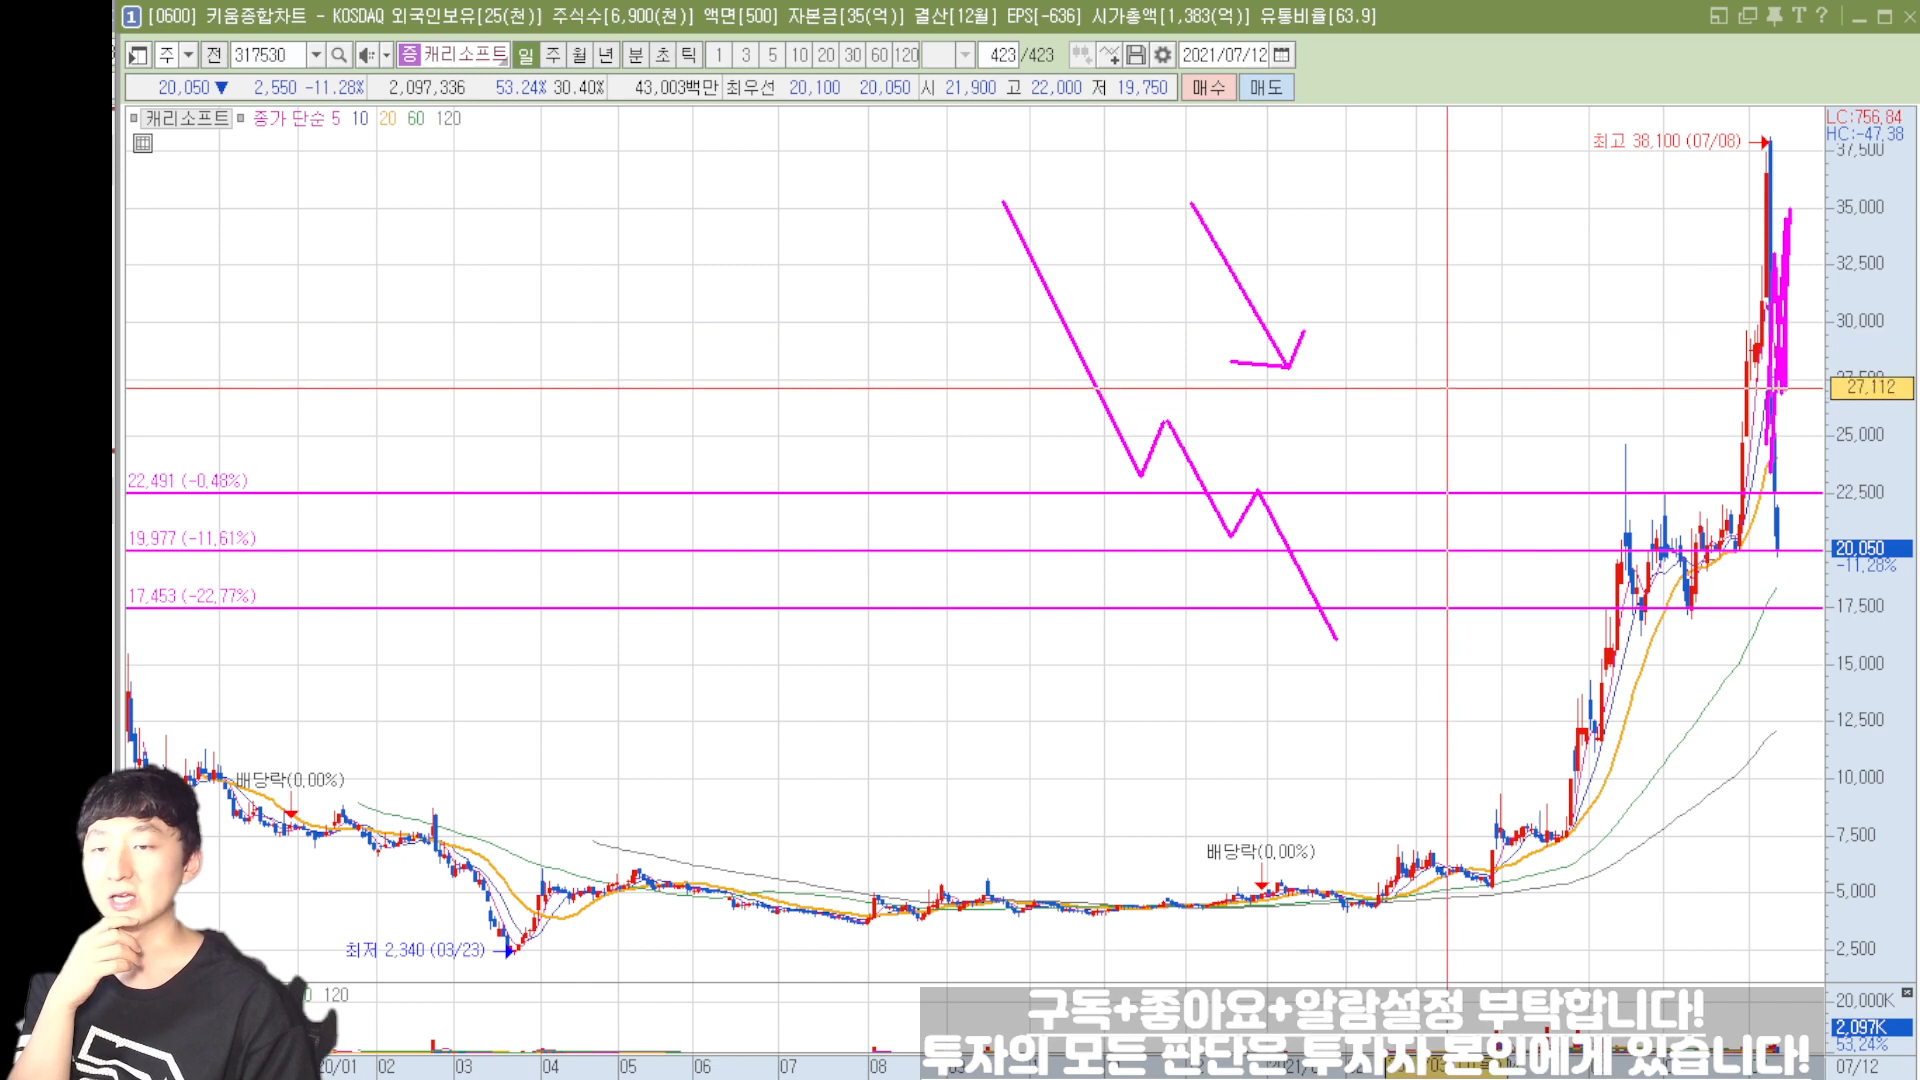 1 [0600] 키움종합차트 - KOSDAQ 외국인보유[25(천)] 주식수[6,900(천)] 액면[500] 자본금[35(억)] 결산[12월] EPS[-636] 시가총액[1,383(억)] 유통비율[63.9]
주 전 317530 증 캐리소프트 일 주 월 년 분 초 틱 1 3 5 10 20 30 60 120 423 /423 2021/07/12
20,050 ▼ 2,550 -11.28% 2,097,336 53.24% 30.40% 43,003백만 최우선 20,100 20,050 시 21,900 고 22,000 저 19,750 매수 매도
캐리소프트 종가 단순 5 10 20 60 120
LC:756.84
HC:-47.38
최고 38,100 (07/08)
37,500
35,000
32,500
30,000
27,112
25,000
22,491 (-0.48%)
22,500
19,977 (-11.61%)
20,050
-11.28%
17,453 (-22.77%)
17,500
15,000
12,500
10,000
배당락(0.00%)
7,500
배당락(0.00%)
5,000
최저 2,340 (03/23)
2,500
120
20,000K
2,097K
53.24%
구독+좋아요+알람설정 부탁합니다!
투자의 모든 판단은 투자자 본인에게 있습니다!
20/01 02 03 04 05 06 07 08 07/12